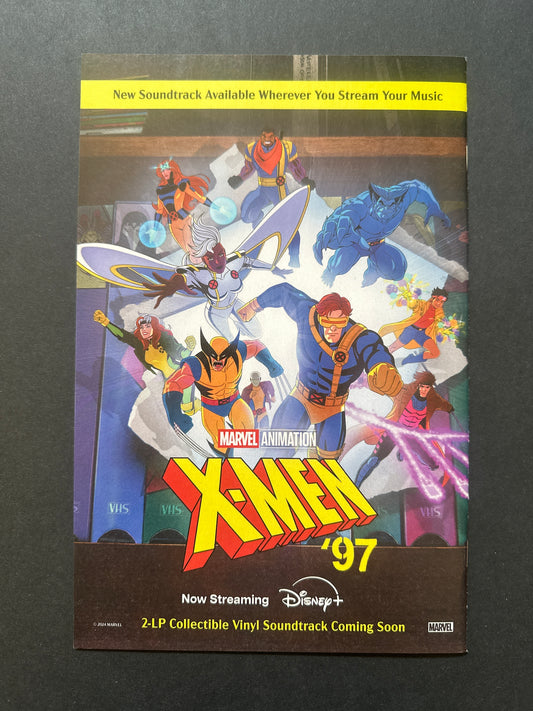 New Soundtrack Available Wherever You Stream Your Music
VHS
VHS
VHS
MARVEL ANIMATION
X-MEN
'97
Now Streaming Disney+
© 2024 MARVEL
2-LP Collectible Vinyl Soundtrack Coming Soon
MARVEL